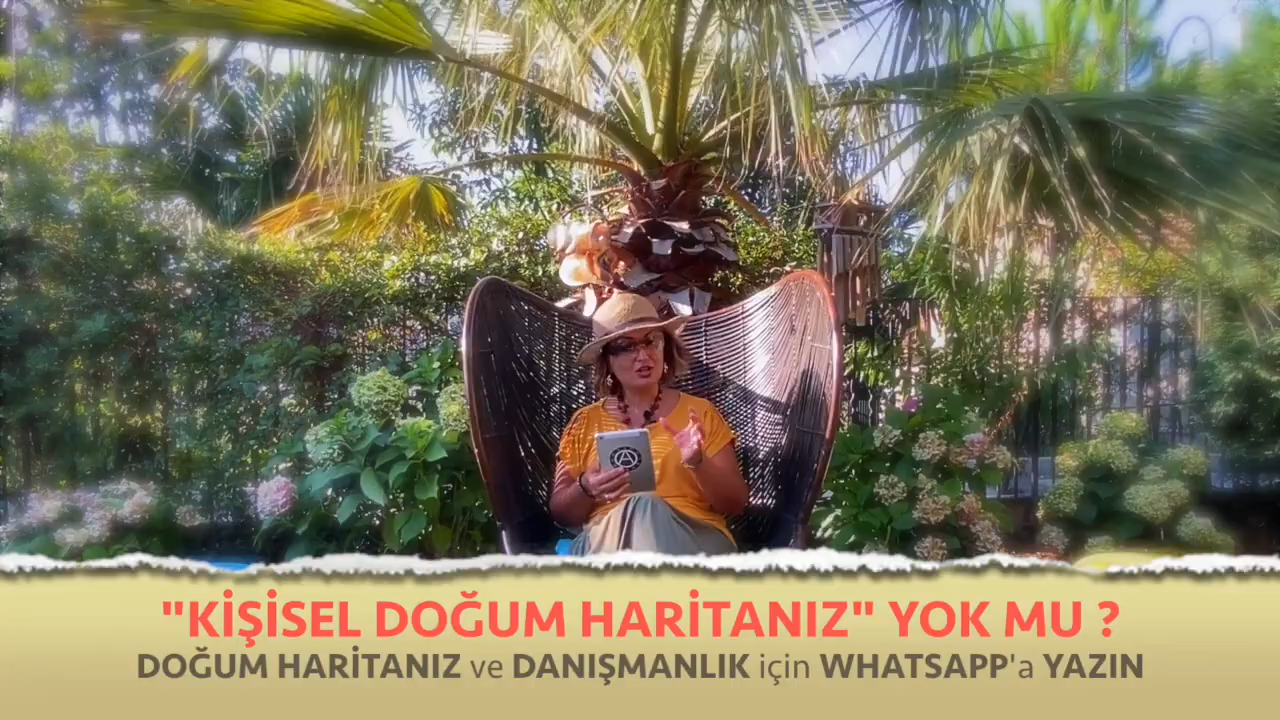 "KİŞİSEL DOĞUM HARİTANIZ" YOK MU ?
DOĞUM HARİTANIZ ve DANIŞMANLIK için WHATSAPP'a YAZIN